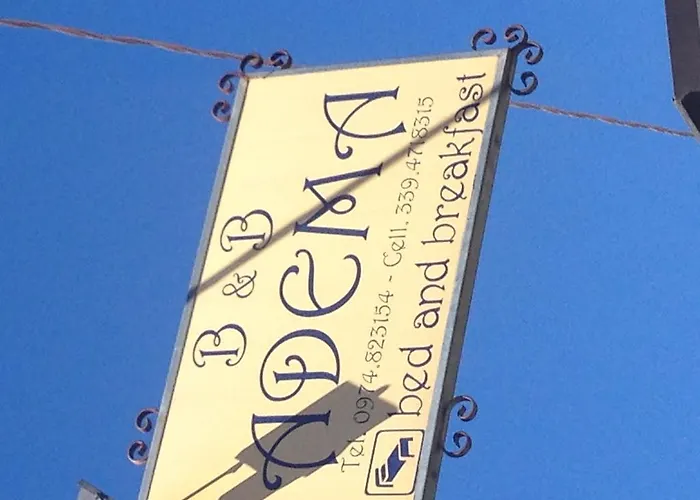 B & B
ADEMA
Tel. 0974.823154 - Cell. 339.4718315
bed and breakfast